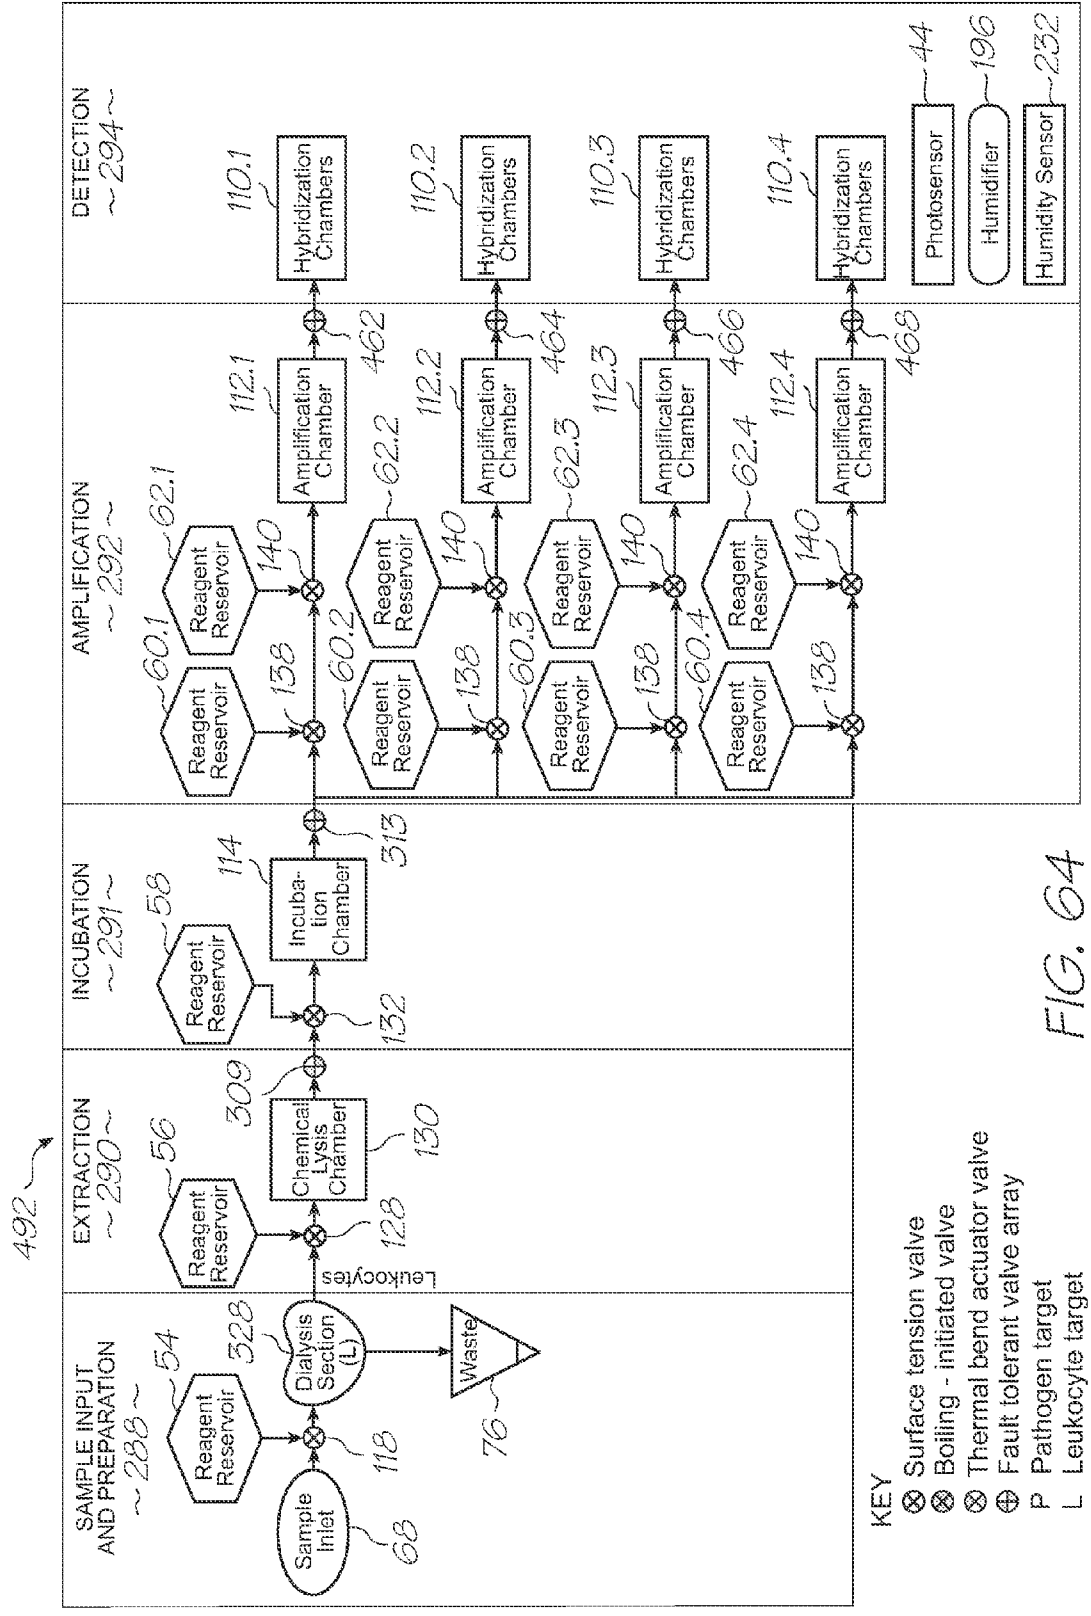 492
SAMPLE INPUT
AND PREPARATION
~288~
EXTRACTION
~290~
INCUBATION
~291~
AMPLIFICATION
~292~
DETECTION
~294~
Sample
Inlet
68
Reagent
Reservoir
54
118
Dialysis
Section
(L)
328
Waste
76
Leukocytes
Reagent
Reservoir
56
128
Chemical
Lysis
Chamber
130
309
Reagent
Reservoir
58
132
Incuba-
tion
Chamber
114
313
Reagent
Reservoir
60.1
138
Reagent
Reservoir
62.1
140
Amplification
Chamber
112.1
462
Hybridization
Chambers
110.1
Reagent
Reservoir
60.2
138
Reagent
Reservoir
62.2
140
Amplification
Chamber
112.2
464
Hybridization
Chambers
110.2
Reagent
Reservoir
60.3
138
Reagent
Reservoir
62.3
140
Amplification
Chamber
112.3
466
Hybridization
Chambers
110.3
Reagent
Reservoir
60.4
138
Reagent
Reservoir
62.4
140
Amplification
Chamber
112.4
468
Hybridization
Chambers
110.4
Photosensor
44
Humidifier
196
Humidity Sensor
232
KEY
Surface tension valve
Boiling - initiated valve
Thermal bend actuator valve
Fault tolerant valve array
P Pathogen target
L Leukocyte target
FIG. 64